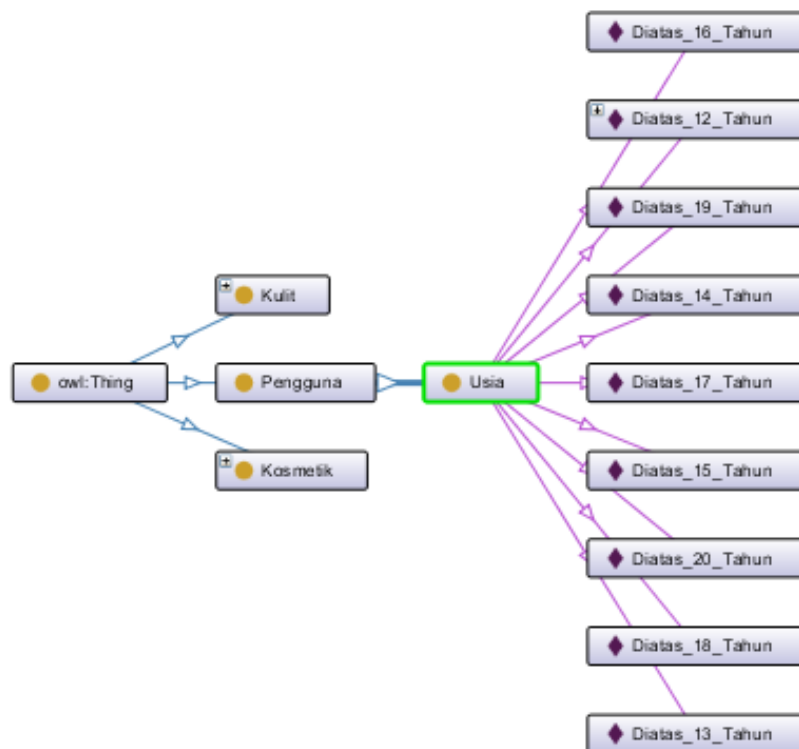 Diatas_16_Tahun
Diatas_12_Tahun
Diatas_19_Tahun
Kulit
Diatas_14_Tahun
owl:Thing
Pengguna
Usia
Diatas_17_Tahun
Kosmetik
Diatas_15_Tahun
Diatas_20_Tahun
Diatas_18_Tahun
Diatas_13_Tahun